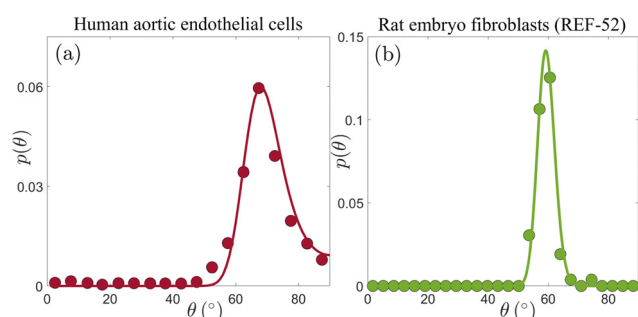 Human aortic endothelial cells
(a)
p(θ)
0.06
0.03
0
0 20 40 60 80
θ (°)
Rat embryo fibroblasts (REF-52)
(b)
p(θ)
0.15
0.1
0.05
0
0 20 40 60 80
θ (°)